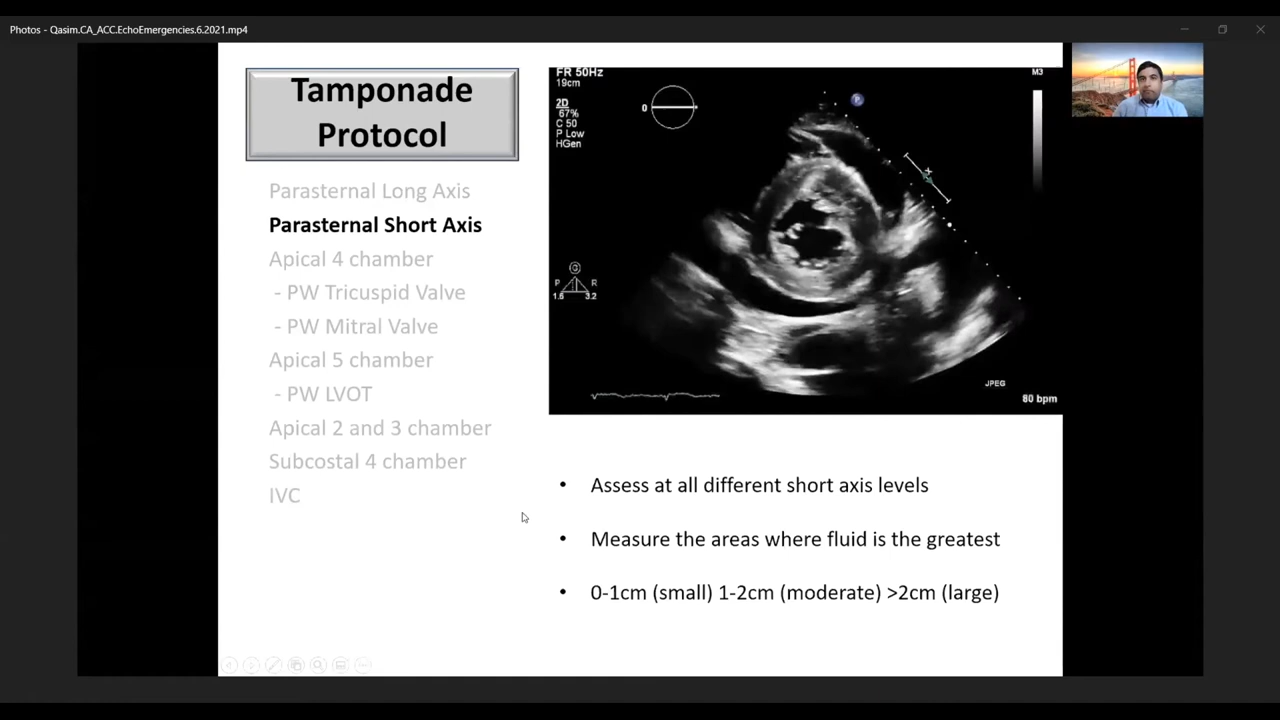 Photos - Qasim.CA_ACC.EchoEmergencies.6.2021.mp4
Tamponade
Protocol
Parasternal Long Axis
Parasternal Short Axis
Apical 4 chamber
- PW Tricuspid Valve
- PW Mitral Valve
Apical 5 chamber
- PW LVOT
Apical 2 and 3 chamber
Subcostal 4 chamber
IVC
FR 50Hz
19cm
2D
67%
C 50
P Low
HGen
0
P
M3
G
P R
1.6 3.2
JPEG
80 bpm
• Assess at all different short axis levels
• Measure the areas where fluid is the greatest
• 0-1cm (small) 1-2cm (moderate) >2cm (large)